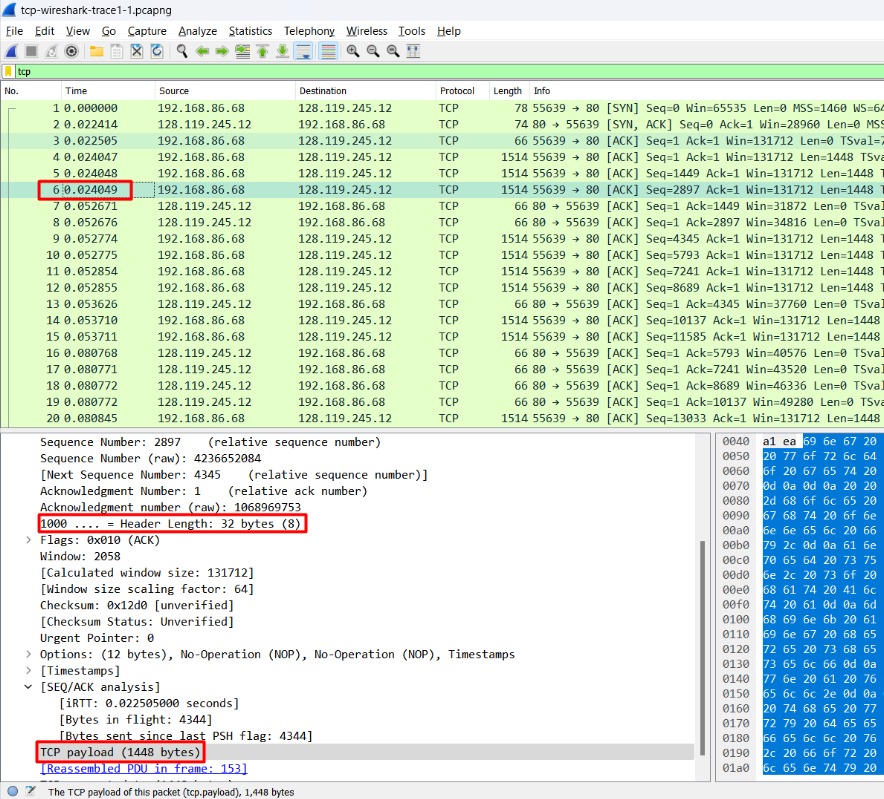 tcp-wireshark-trace1-1.pcapng
File Edit View Go Capture Analyze Statistics Telephony Wireless Tools Help
tcp
No. Time Source Destination Protocol Length Info
1 0.000000 192.168.86.68 128.119.245.12 TCP 78 55639 → 80 [SYN] Seq=0 Win=65535 Len=0 MSS=1460 WS=64
2 0.022414 128.119.245.12 192.168.86.68 TCP 74 80 → 55639 [SYN, ACK] Seq=0 Ack=1 Win=28960 Len=0 MSS
3 0.022505 192.168.86.68 128.119.245.12 TCP 66 55639 → 80 [ACK] Seq=1 Ack=1 Win=131712 Len=0 TSval=7
4 0.024047 192.168.86.68 128.119.245.12 TCP 1514 55639 → 80 [ACK] Seq=1 Ack=1 Win=131712 Len=1448 TSva
5 0.024048 192.168.86.68 128.119.245.12 TCP 1514 55639 → 80 [ACK] Seq=1449 Ack=1 Win=131712 Len=1448 T
6 0.024049 192.168.86.68 128.119.245.12 TCP 1514 55639 → 80 [ACK] Seq=2897 Ack=1 Win=131712 Len=1448 T
7 0.052671 128.119.245.12 192.168.86.68 TCP 66 80 → 55639 [ACK] Seq=1 Ack=1449 Win=31872 Len=0 TSval
8 0.052676 128.119.245.12 192.168.86.68 TCP 66 80 → 55639 [ACK] Seq=1 Ack=2897 Win=34816 Len=0 TSval
9 0.052774 192.168.86.68 128.119.245.12 TCP 1514 55639 → 80 [ACK] Seq=4345 Ack=1 Win=131712 Len=1448 T
10 0.052775 192.168.86.68 128.119.245.12 TCP 1514 55639 → 80 [ACK] Seq=5793 Ack=1 Win=131712 Len=1448 T
11 0.052854 192.168.86.68 128.119.245.12 TCP 1514 55639 → 80 [ACK] Seq=7241 Ack=1 Win=131712 Len=1448 T
12 0.052855 192.168.86.68 128.119.245.12 TCP 1514 55639 → 80 [ACK] Seq=8689 Ack=1 Win=131712 Len=1448 T
13 0.053626 128.119.245.12 192.168.86.68 TCP 66 80 → 55639 [ACK] Seq=1 Ack=4345 Win=37760 Len=0 TSval
14 0.053710 192.168.86.68 128.119.245.12 TCP 1514 55639 → 80 [ACK] Seq=10137 Ack=1 Win=131712 Len=1448
15 0.053711 192.168.86.68 128.119.245.12 TCP 1514 55639 → 80 [ACK] Seq=11585 Ack=1 Win=131712 Len=1448
16 0.080768 128.119.245.12 192.168.86.68 TCP 66 80 → 55639 [ACK] Seq=1 Ack=5793 Win=40576 Len=0 TSval
17 0.080771 128.119.245.12 192.168.86.68 TCP 66 80 → 55639 [ACK] Seq=1 Ack=7241 Win=43520 Len=0 TSval
18 0.080772 128.119.245.12 192.168.86.68 TCP 66 80 → 55639 [ACK] Seq=1 Ack=8689 Win=46336 Len=0 TSval
19 0.080772 128.119.245.12 192.168.86.68 TCP 66 80 → 55639 [ACK] Seq=1 Ack=10137 Win=49280 Len=0 TSva
20 0.080845 192.168.86.68 128.119.245.12 TCP 1514 55639 → 80 [ACK] Seq=13033 Ack=1 Win=131712 Len=1448
Sequence Number: 2897 (relative sequence number)
Sequence Number (raw): 4236652084
[Next Sequence Number: 4345 (relative sequence number)]
Acknowledgment Number: 1 (relative ack number)
Acknowledgment number (raw): 1068969753
1000 .... = Header Length: 32 bytes (8)
Flags: 0x010 (ACK)
Window: 2058
[Calculated window size: 131712]
[Window size scaling factor: 64]
Checksum: 0x12d0 [unverified]
[Checksum Status: Unverified]
Urgent Pointer: 0
Options: (12 bytes), No-Operation (NOP), No-Operation (NOP), Timestamps
[Timestamps]
[SEQ/ACK analysis]
[iRTT: 0.022505000 seconds]
[Bytes in flight: 4344]
[Bytes sent since last PSH flag: 4344]
TCP payload (1448 bytes)
[Reassembled PDU in frame: 153]
0040 a1 ea 69 6e 67 20
0050 20 77 6f 72 6c 64
0060 6f 20 67 65 74 20
0070 0d 0a 0d 0a 20 20
0080 2d 68 6f 6c 65 20
0090 67 68 74 20 6f 6e
00a0 6e 6e 65 6c 20 66
00b0 79 2c 0d 0a 61 6e
00c0 70 65 64 20 73 75
00d0 6e 2c 20 73 6f 20
00e0 68 61 74 20 41 6c
00f0 74 20 61 0d 0a 6d
0100 68 69 6e 6b 20 61
0110 69 6e 67 20 68 65
0120 72 65 20 73 68 65
0130 73 65 6c 66 0d 0a
0140 77 6e 20 61 20 76
0150 65 6c 6c 2e 0d 0a
0160 20 74 68 65 20 77
0170 72 79 20 64 65 65
0180 66 65 6c 6c 20 76
0190 2c 20 66 6f 72 20
01a0 6c 65 6e 74 79 20
The TCP payload of this packet (tcp.payload), 1,448 bytes